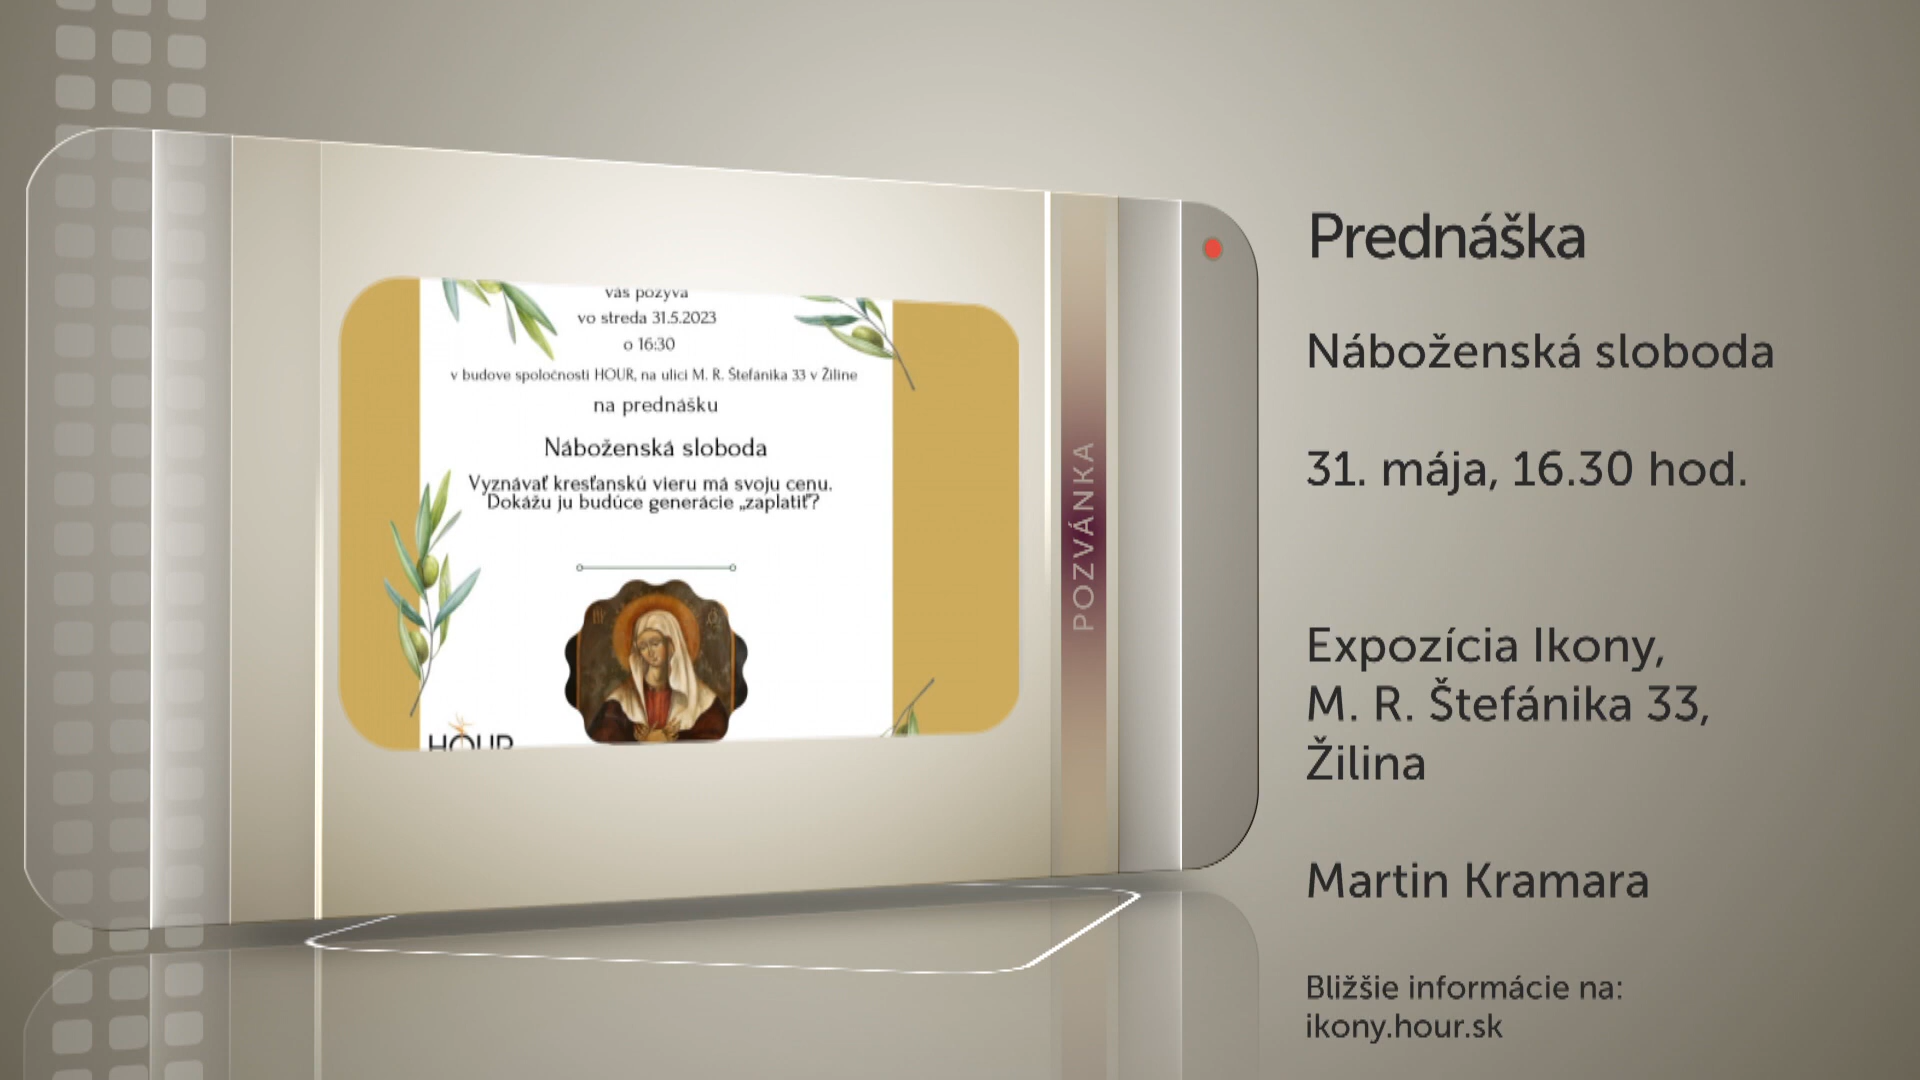 vás pozýva
vo streda 31.5.2023
o 16:30
v budove spoločnosti HOUR, na ulici M. R. Štefánika 33 v Žiline
na prednášku
Náboženská sloboda
Vyznávať kresťanskú vieru má svoju cenu.
Dokážu ju budúce generácie „zaplatiť“?
HOUR
POZVÁNKA
Prednáška
Náboženská sloboda
31. mája, 16.30 hod.
Expozícia Ikony,
M. R. Štefánika 33,
Žilina
Martin Kramara
Bližšie informácie na:
ikony.hour.sk